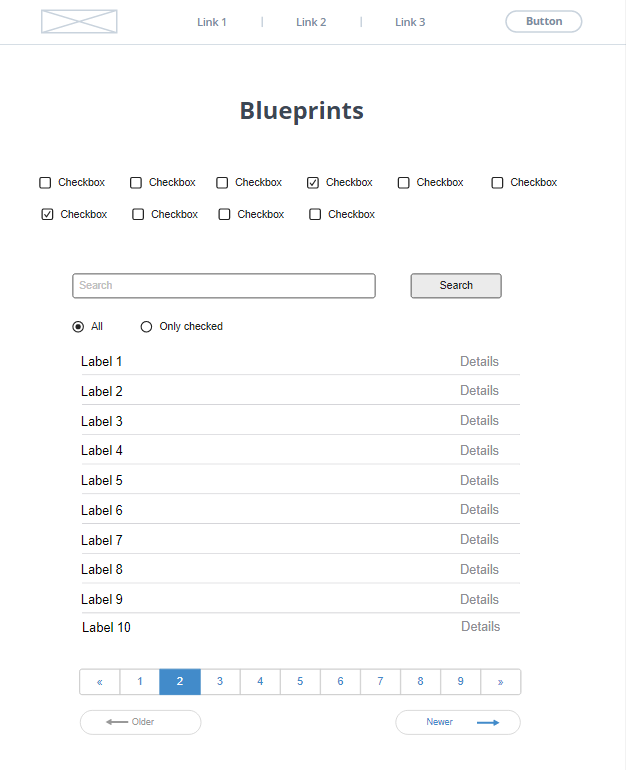 Link 1 | Link 2 | Link 3 Button
Blueprints
Checkbox Checkbox Checkbox Checkbox Checkbox Checkbox
Checkbox Checkbox Checkbox Checkbox
Search Search
All Only checked
Label 1 Details
Label 2 Details
Label 3 Details
Label 4 Details
Label 5 Details
Label 6 Details
Label 7 Details
Label 8 Details
Label 9 Details
Label 10 Details
« 1 2 3 4 5 6 7 8 9 »
Older Newer